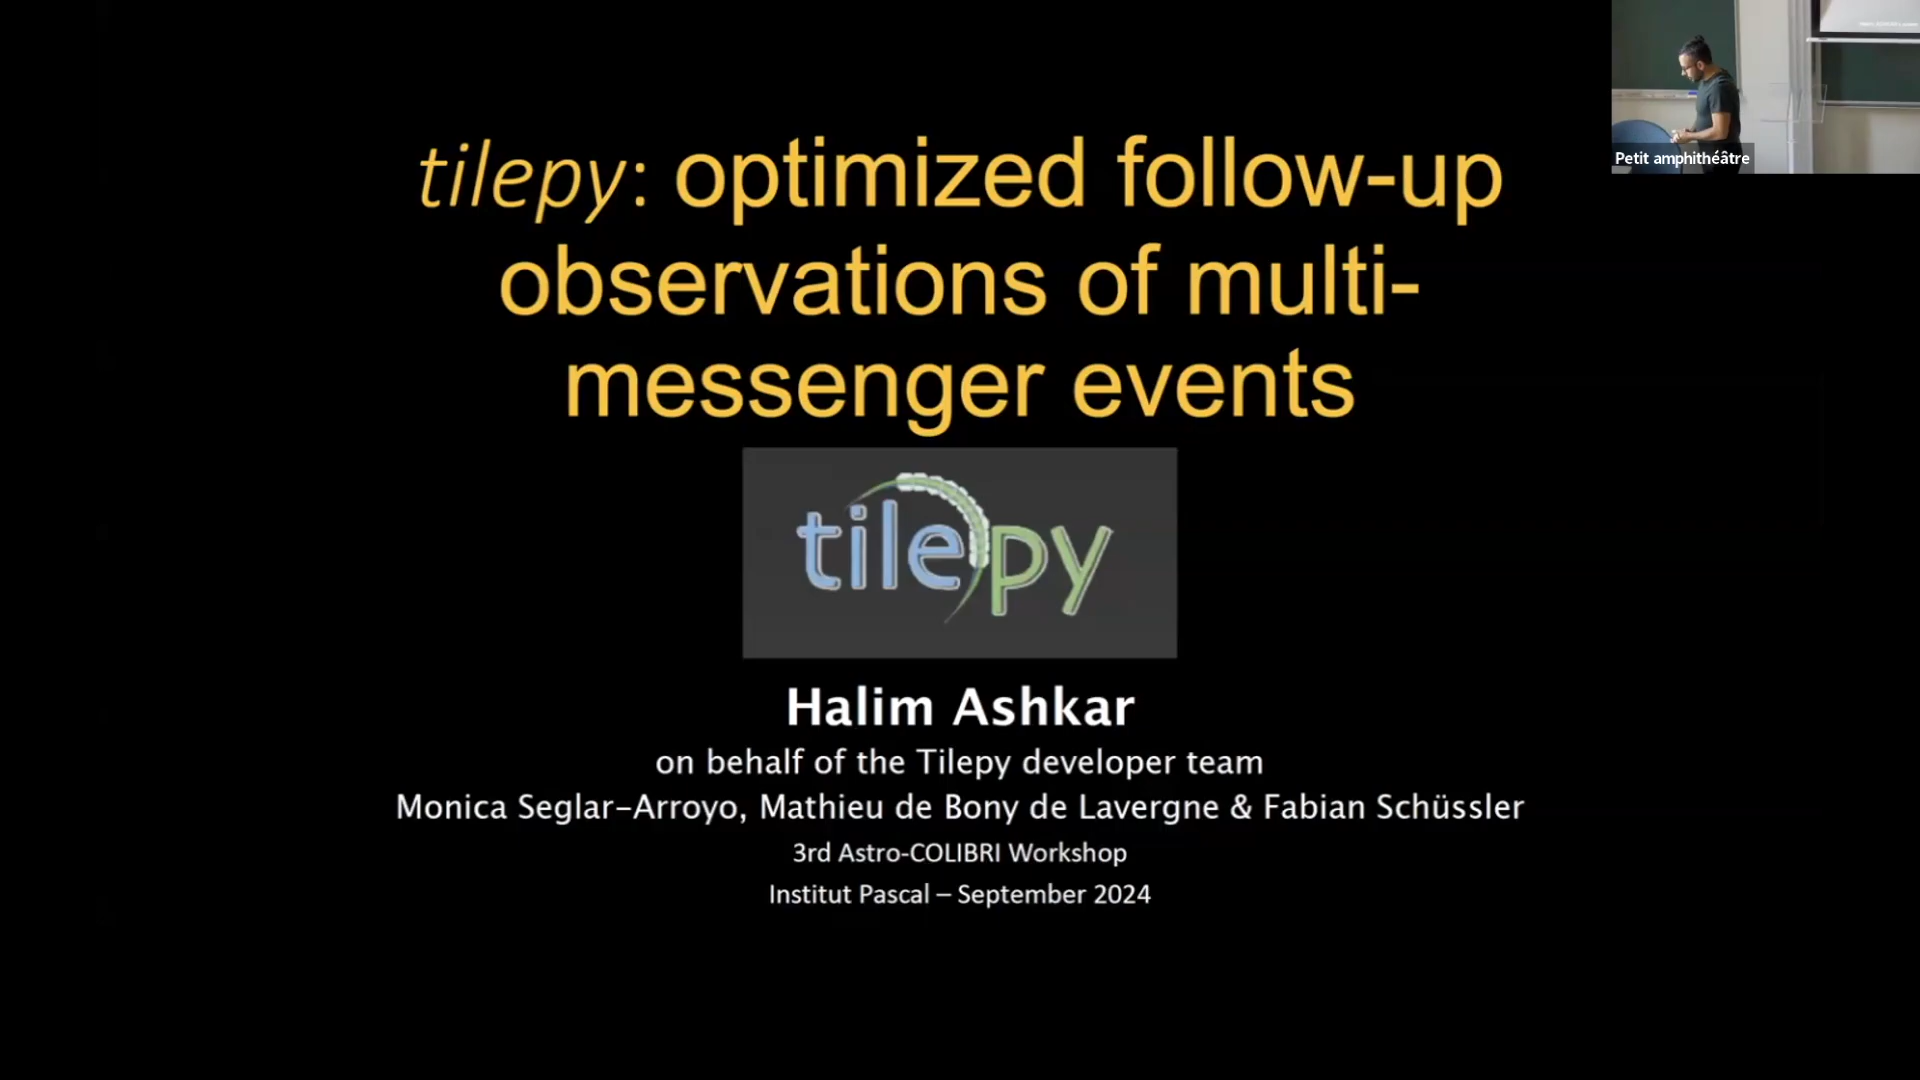 tilepy: optimized follow-up
observations of multi-
messenger events
tilepy
Halim Ashkar
on behalf of the Tilepy developer team
Monica Seglar-Arroyo, Mathieu de Bony de Lavergne & Fabian Schüssler
3rd Astro-COLIBRI Workshop
Institut Pascal – September 2024
Petit amphithéâtre